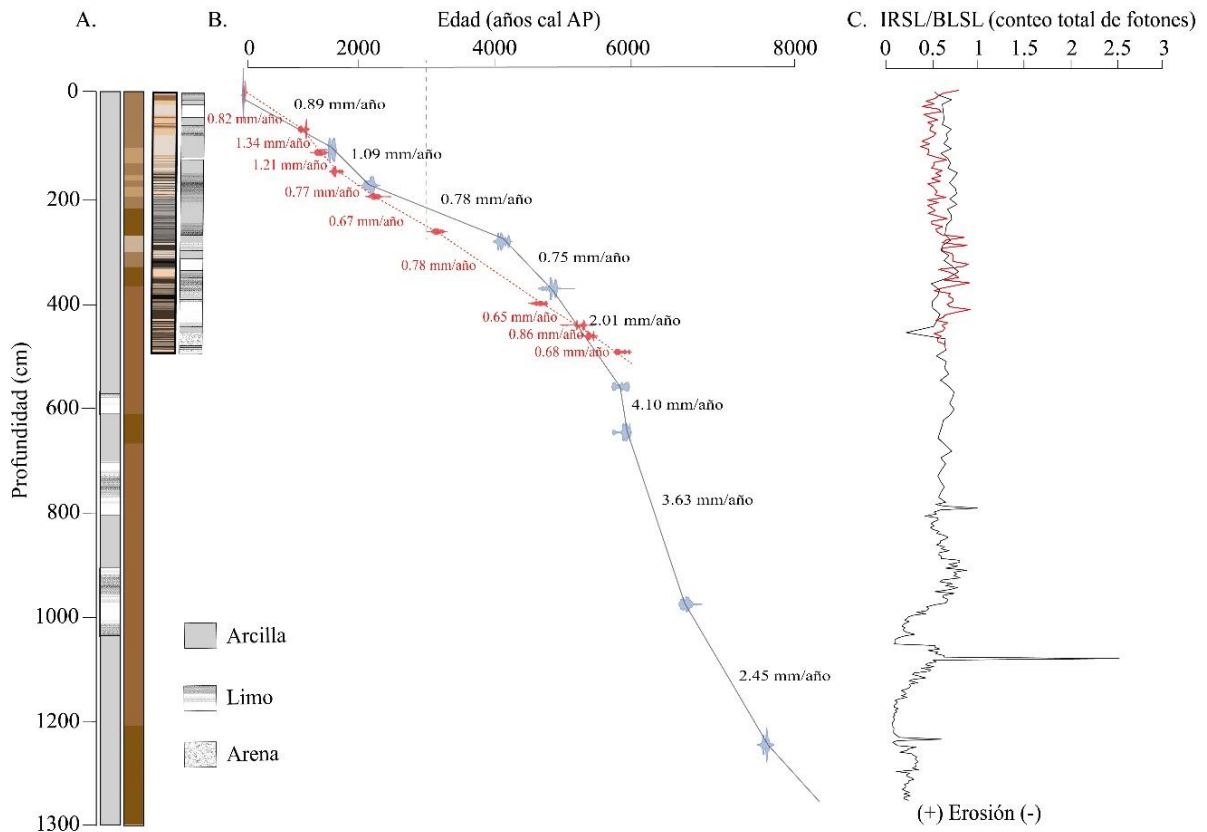 A.
B.
Edad (años cal AP)
C. IRSL/BLSL (conteo total de fotones)
0
2000
4000
6000
8000
0
0.5
1
1.5
2
2.5
3
Profundidad (cm)
0
200
400
600
800
1000
1200
1300
0.89 mm/año
0.82 mm/año
1.34 mm/año
1.09 mm/año
1.21 mm/año
0.77 mm/año
0.78 mm/año
0.67 mm/año
0.75 mm/año
0.78 mm/año
0.65 mm/año
2.01 mm/año
0.86 mm/año
0.68 mm/año
4.10 mm/año
3.63 mm/año
2.45 mm/año
Arcilla
Limo
Arena
(+) Erosión (-)